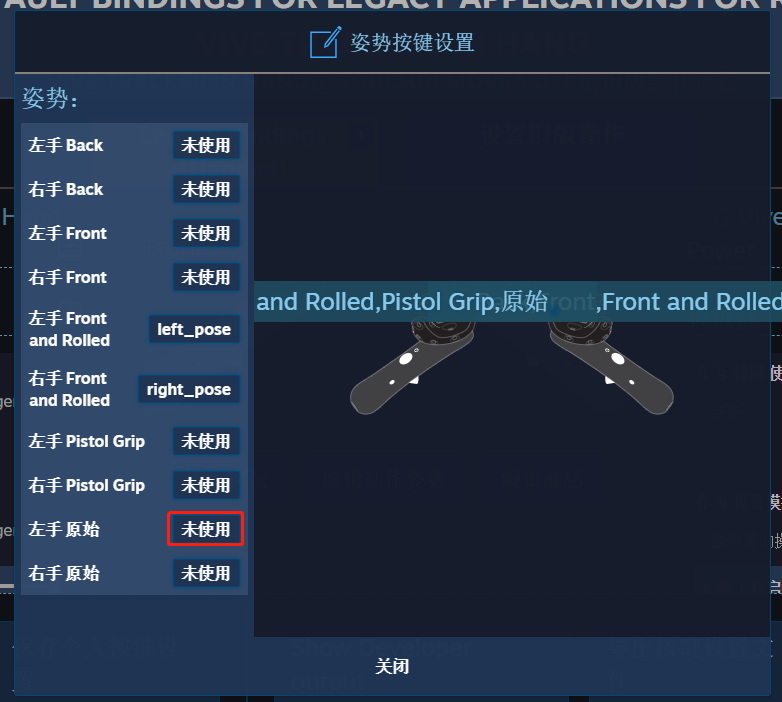 AULT BINDINGS FOR LEGACY APPLICATIONS FOR R
姿势按键设置
姿势：
左手 Back 未使用
右手 Back 未使用
左手 Front 未使用
右手 Front 未使用
and Rolled,Pistol Grip,原始 ront ,Front and Rolled
左手 Front
and Rolled
left_pose
右手 Front
and Rolled
right_pose
左手 Pistol Grip 未使用
右手 Pistol Grip 未使用
左手 原始 未使用
右手 原始 未使用
关闭